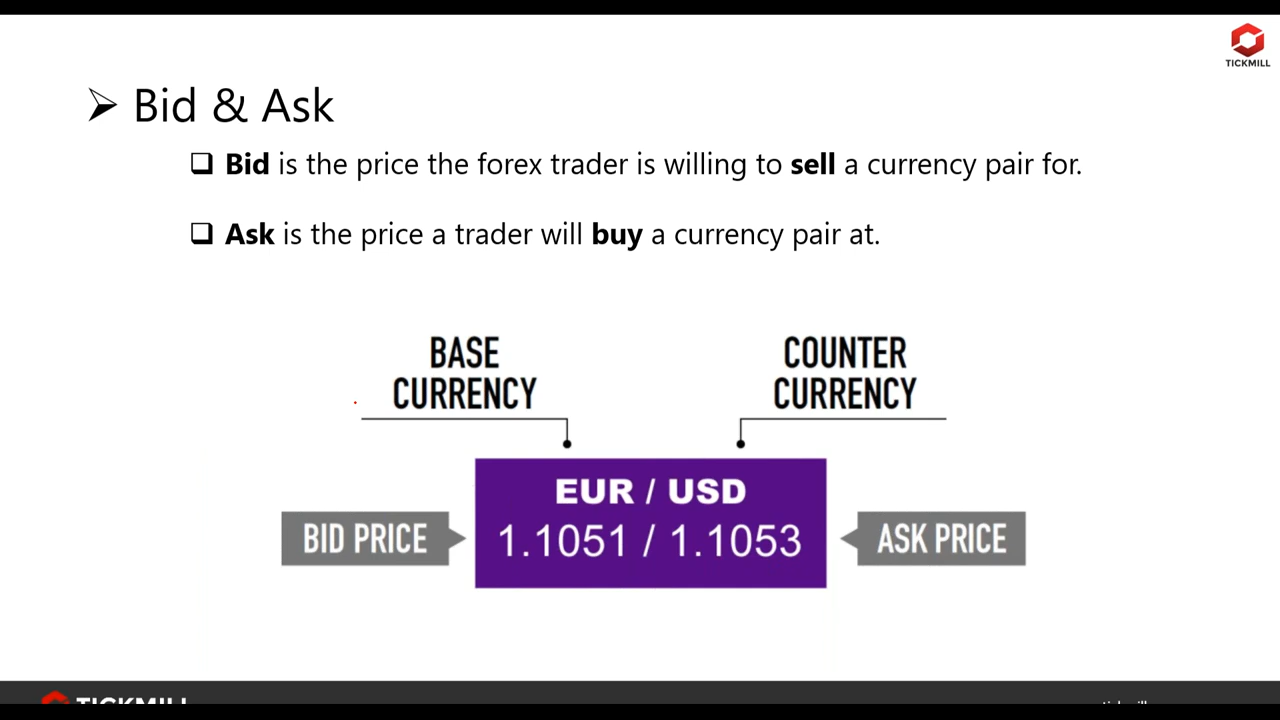 TICKMILL
Bid & Ask
Bid is the price the forex trader is willing to sell a currency pair for.
Ask is the price a trader will buy a currency pair at.
BASE
CURRENCY
COUNTER
CURRENCY
EUR / USD
BID PRICE
1.1051 / 1.1053
ASK PRICE
TICKMILL